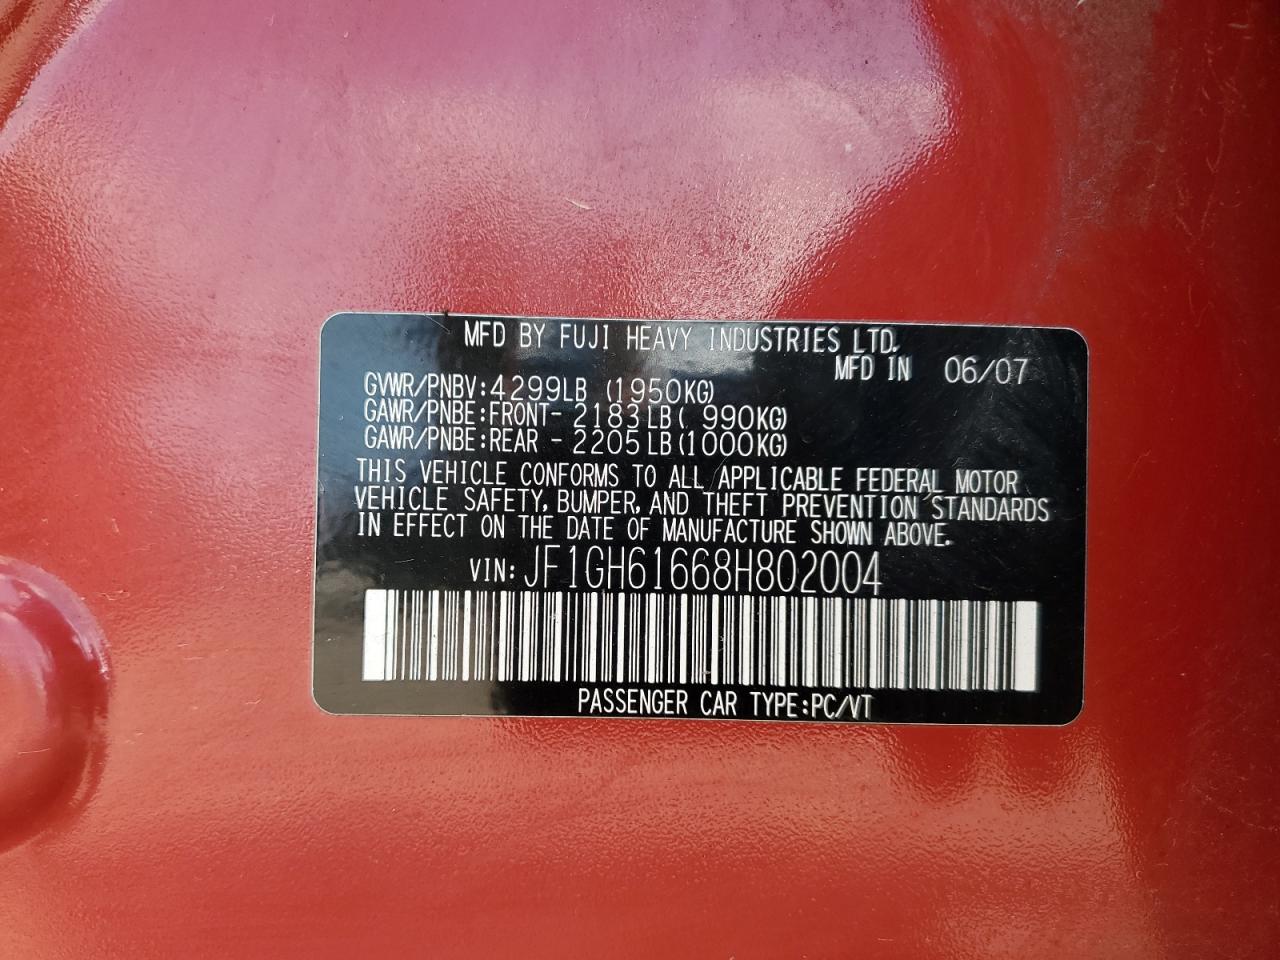 MFD BY FUJI HEAVY INDUSTRIES LTD.
MFD IN 06/07
GVWR/PNBV:4299LB (1950KG)
GAWR/PNBE:FRONT- 2183LB( 990KG)
GAWR/PNBE:REAR - 2205LB(1000KG)
THIS VEHICLE CONFORMS TO ALL APPLICABLE FEDERAL MOTOR
VEHICLE SAFETY, BUMPER, AND THEFT PREVENTION STANDARDS
IN EFFECT ON THE DATE OF MANUFACTURE SHOWN ABOVE.
VIN: JF1GH61668H802004
PASSENGER CAR TYPE:PC/VT